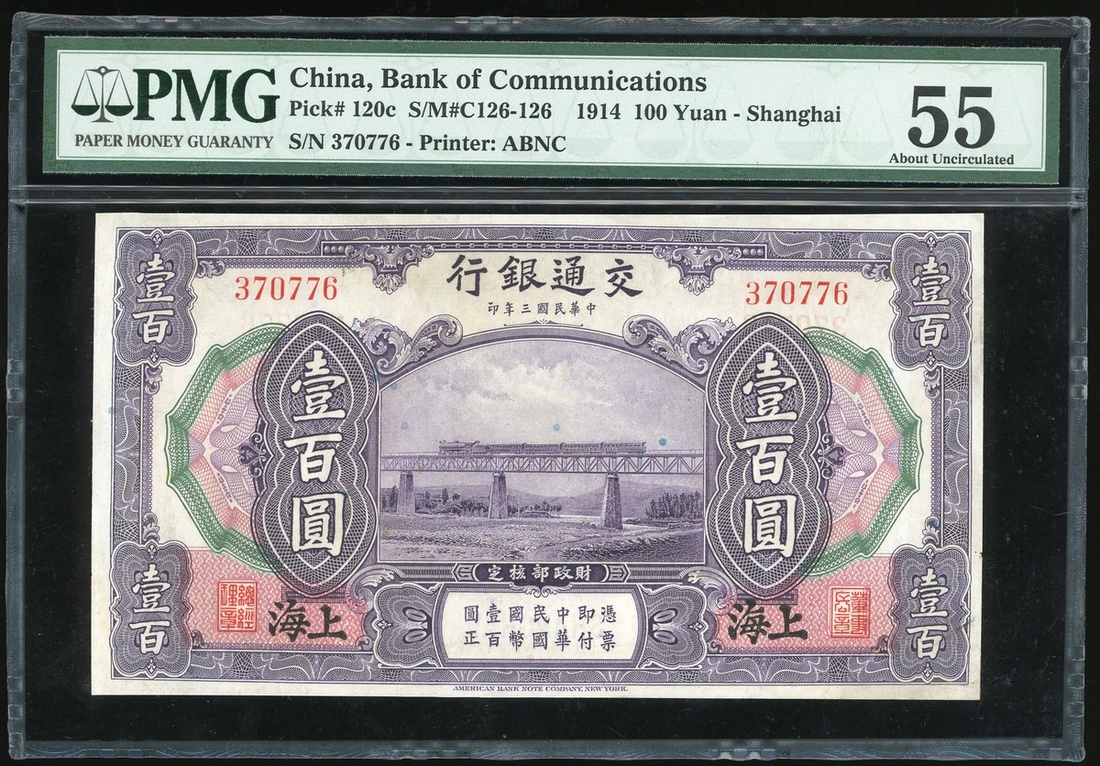 PMG
PAPER MONEY GUARANTY
China, Bank of Communications
Pick# 120c S/M#C126-126 1914 100 Yuan - Shanghai
S/N 370776 - Printer: ABNC
55
About Uncirculated
壹百
壹百
交通銀行
370776
370776
中華民國三年印
壹百圓
壹百圓
財政部核定
壹百
壹百
上海
上海
憑票即付中華民國國幣壹百圓正
總經理章
AMERICAN BANK NOTE COMPANY, NEW YORK.